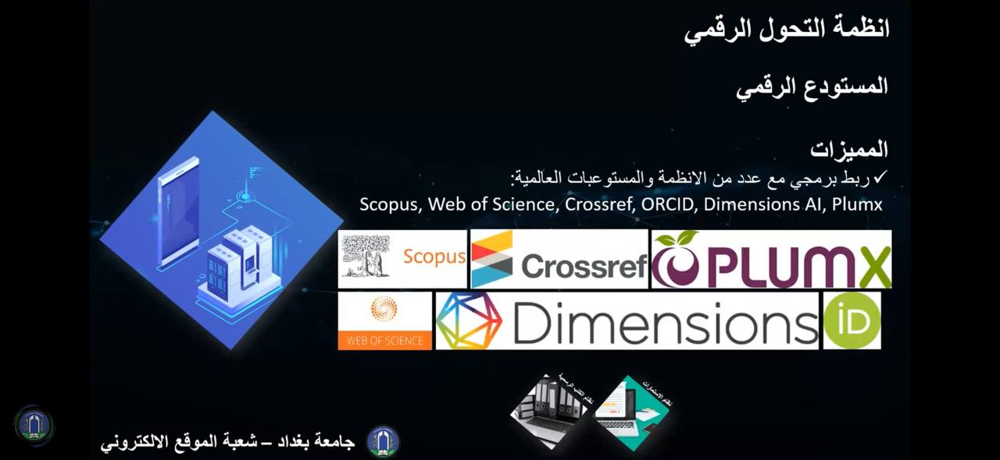 انظمة التحول الرقمي
المستودع الرقمي
المميزات
✓ ربط برمجي مع عدد من الانظمة والمستوعبات العالمية:
Scopus, Web of Science, Crossref, ORCID, Dimensions AI, Plumx
Scopus
Crossref
PLUMX
WEB OF SCIENCE
Dimensions
iD
نظام الكتب الرسمية
نظام الاستمارات
جامعة بغداد – شعبة الموقع الالكتروني